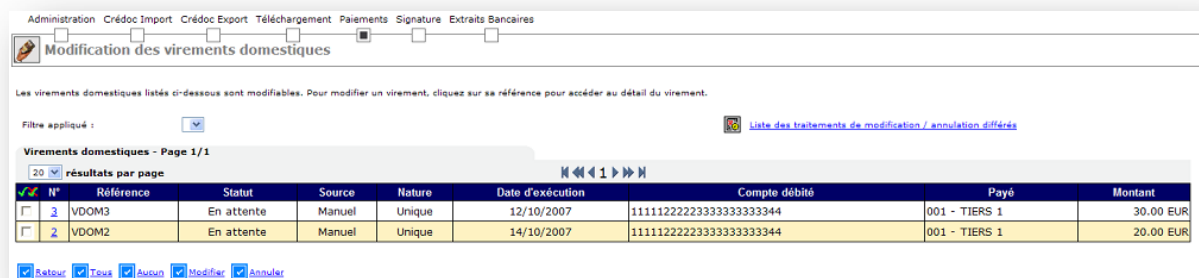 Administration Crédoc Import Crédoc Export Téléchargement Paiements Signature Extraits Bancaires
Modification des virements domestiques
Les virements domestiques listés ci-dessous sont modifiables. Pour modifier un virement, cliquez sur sa référence pour accéder au détail du virement.
Filtre appliqué : Liste des traitements de modification / annulation différés
Virements domestiques - Page 1/1
20 résultats par page 1
N° Référence Statut Source Nature Date d'exécution Compte débité Payé Montant
3 VDOM3 En attente Manuel Unique 12/10/2007 11111222223333333333344 001 - TIERS 1 30.00 EUR
2 VDOM2 En attente Manuel Unique 14/10/2007 11111222223333333333344 001 - TIERS 1 20.00 EUR
Retour Tous Aucun Modifier Annuler